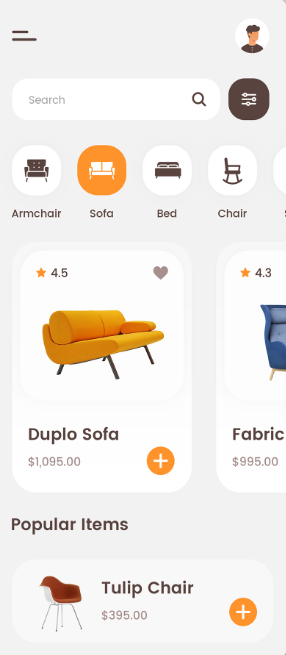 Search
Armchair Sofa Bed Chair
4.5 4.3
Duplo Sofa Fabric
$1,095.00 $995.00
Popular Items
Tulip Chair
$395.00